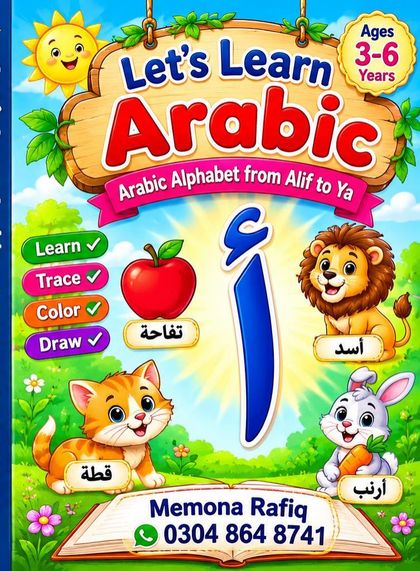 Let's Learn
Arabic
Arabic Alphabet from Alif to Ya
Ages
3-6
Years
Learn ✓
Trace ✓
Color ✓
Draw ✓
أ
تفاحة
أسد
قطة
أرنب
Memona Rafiq
0304 864 8741